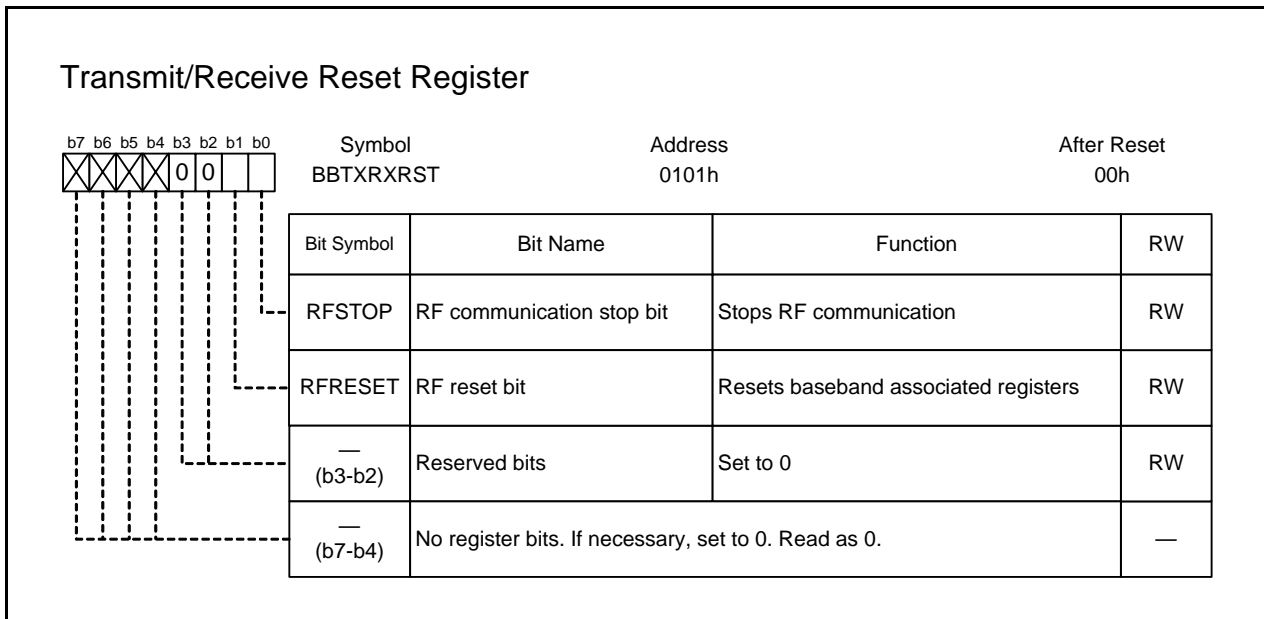 Transmit/Receive Reset Register
b7 b6 b5 b4 b3 b2 b1 b0 Symbol Address After Reset
0 0 BBTXRXRST 0101h 00h
Bit Symbol Bit Name Function RW
RFSTOP RF communication stop bit Stops RF communication RW
RFRESET RF reset bit Resets baseband associated registers RW
—
(b3-b2) Reserved bits Set to 0 RW
—
(b7-b4) No register bits. If necessary, set to 0. Read as 0. —